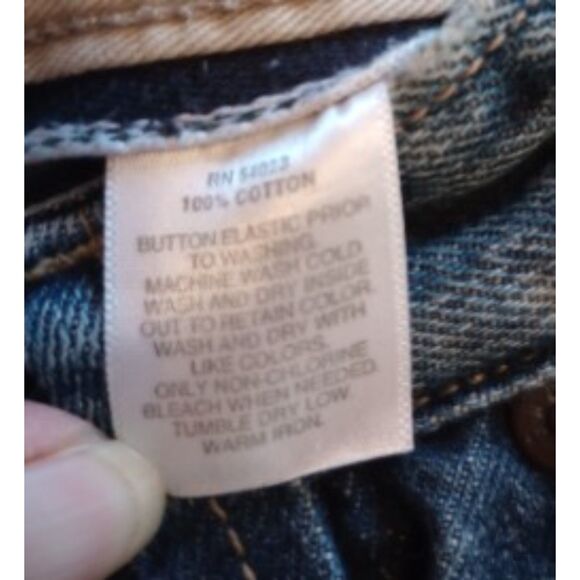 RN 54023
100% COTTON
BUTTON ELASTIC PRIOR
TO WASHING.
MACHINE WASH COLD
WASH AND DRY INSIDE
OUT TO RETAIN COLOR.
WASH AND DRY WITH
LIKE COLORS.
ONLY NON-CHLORINE
BLEACH WHEN NEEDED.
TUMBLE DRY LOW.
WARM IRON.